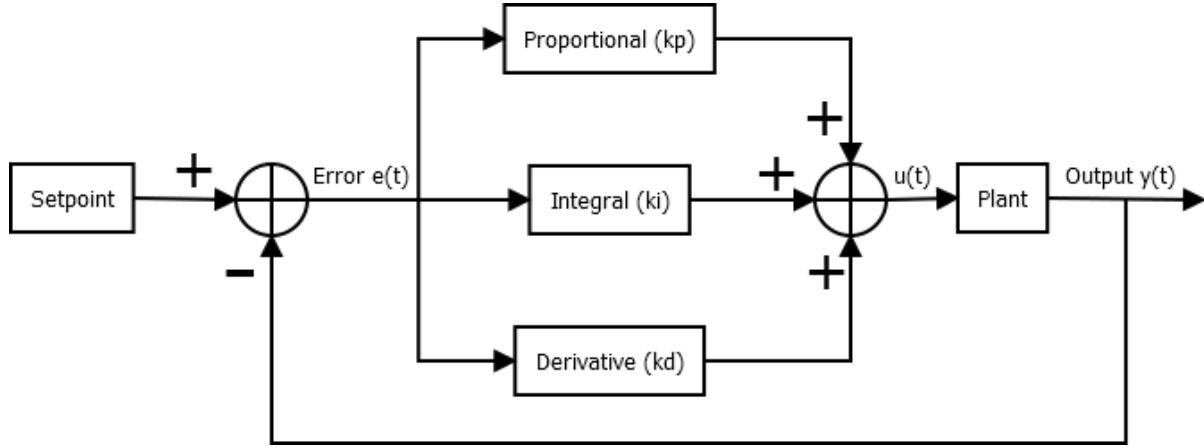 Proportional (kp)
+
+
Error e(t)
+
u(t)
Output y(t)
Setpoint
Integral (ki)
Plant
-
+
Derivative (kd)